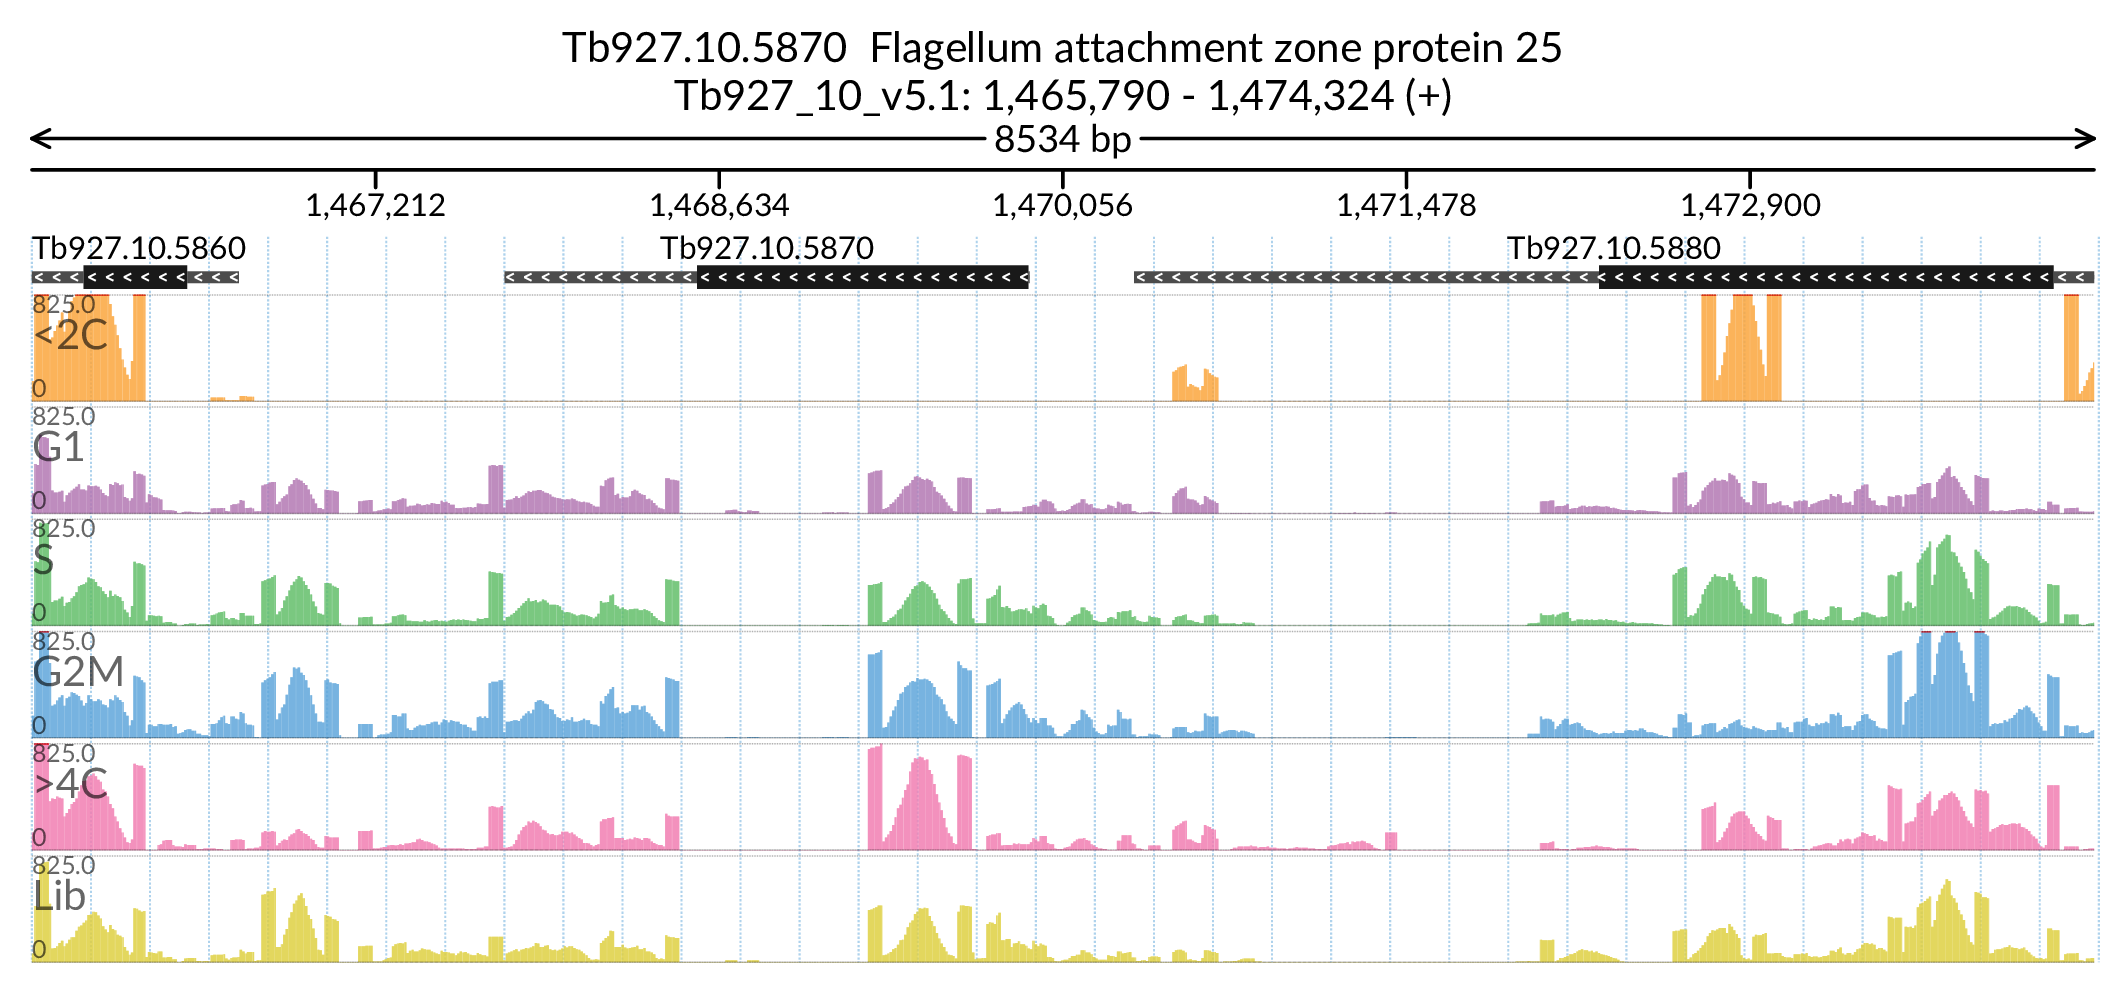 Tb927.10.5870  Flagellum attachment zone protein 25
Tb927_10_v5.1: 1,465,790 - 1,474,324 (+)
8534 bp
1,467,212 1,468,634 1,470,056 1,471,478 1,472,900
Tb927.10.5860 Tb927.10.5870 Tb927.10.5880
825.0
<2C
0
825.0
G1
0
825.0
S
0
825.0
G2M
0
825.0
>4C
0
825.0
Lib
0